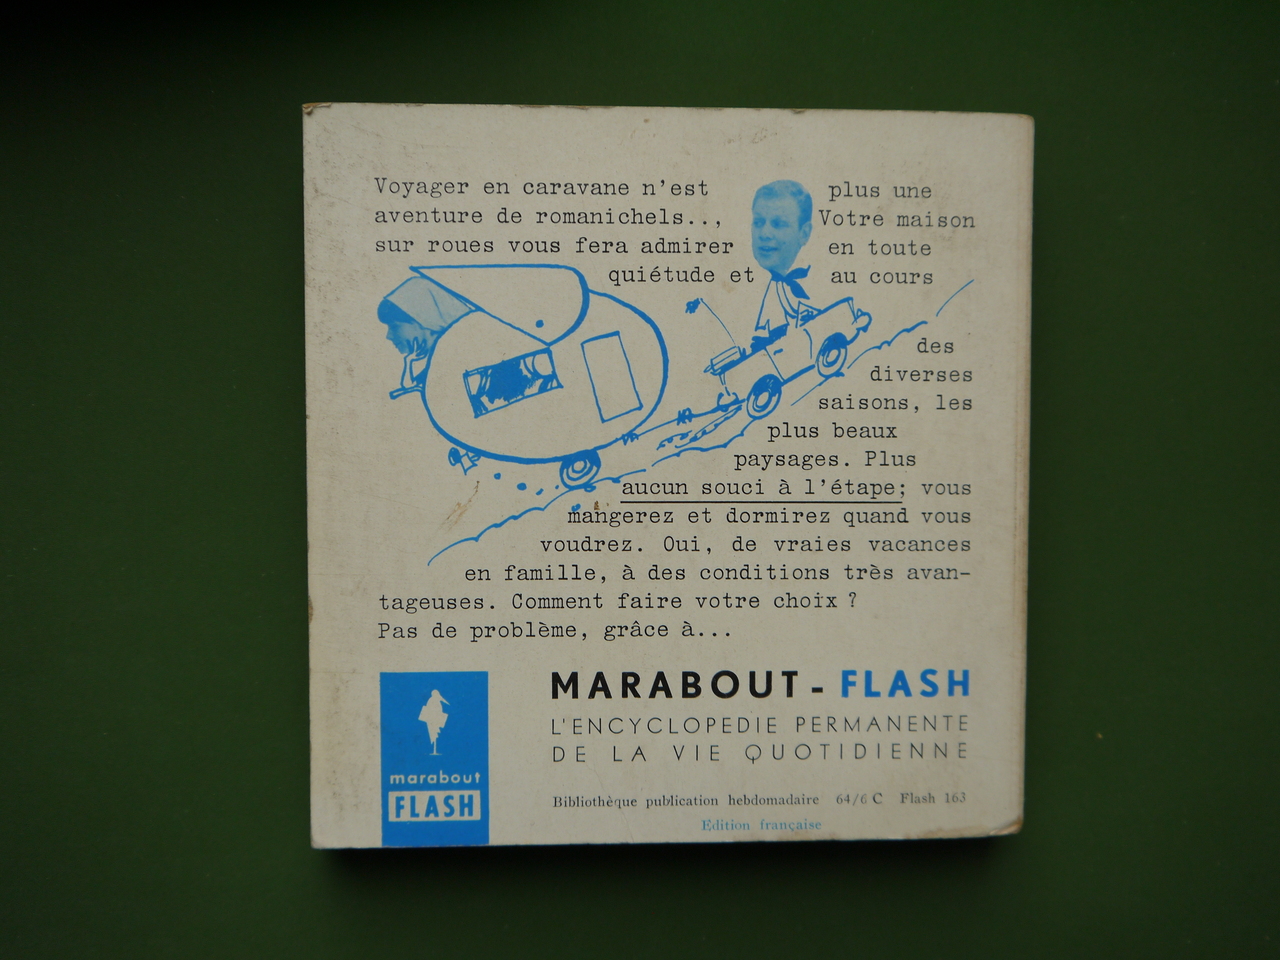 Voyager en caravane n'est plus une
aventure de romanichels.., Votre maison
sur roues vous fera admirer en toute
quiétude et au cours
des
diverses
saisons, les
plus beaux
paysages. Plus
aucun souci à l'étape; vous
mangerez et dormirez quand vous
voudrez. Oui, de vraies vacances
en famille, à des conditions très avan-
tageuses. Comment faire votre choix ?
Pas de problème, grâce à...
MARABOUT - FLASH
L'ENCYCLOPEDIE PERMANENTE
DE LA VIE QUOTIDIENNE
marabout
FLASH
Bibliothèque publication hebdomadaire 64/6 C Flash 163
Edition française